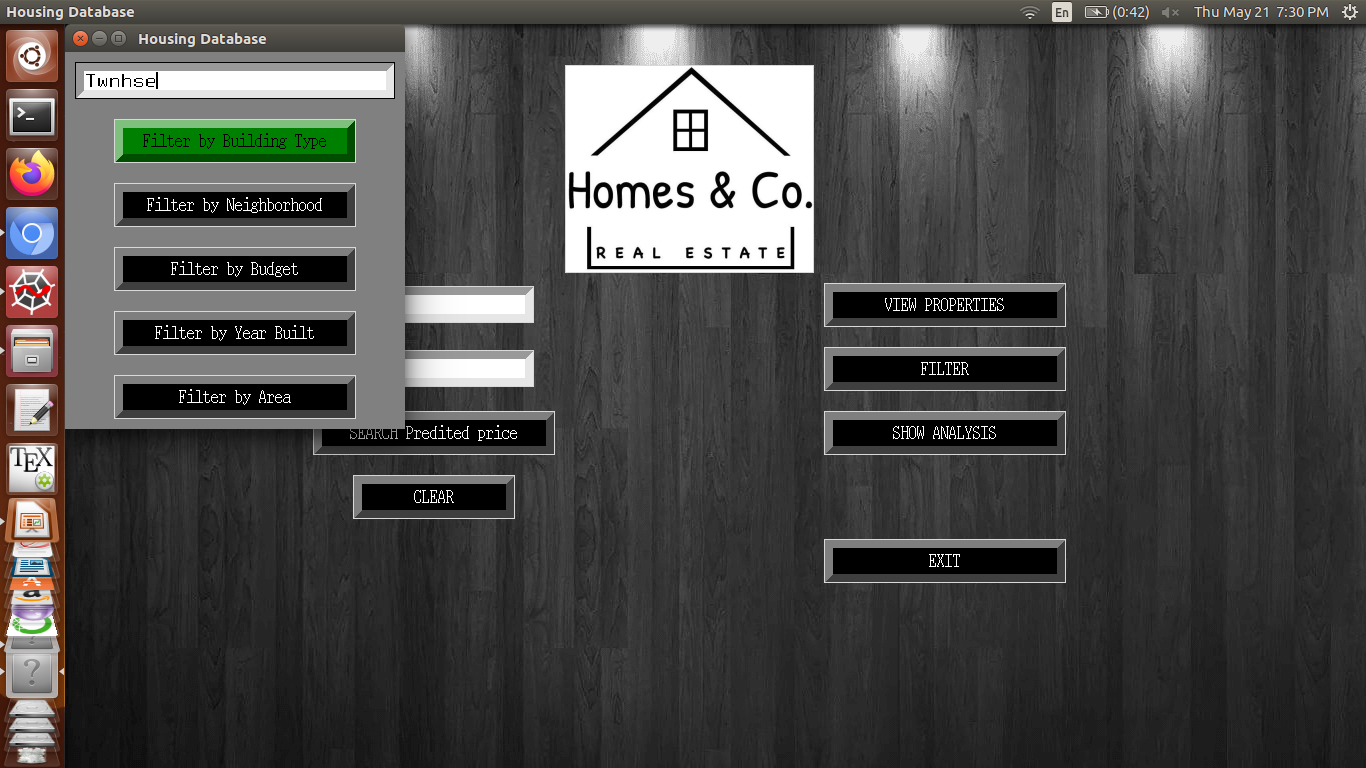 Housing Database
En
(0:42)
Thu May 21 7:30 PM
Housing Database
Twnhse
Filter by Building Type
Filter by Neighborhood
Filter by Budget
Filter by Year Built
Filter by Area
Homes & Co.
REAL ESTATE
SEARCH Predited price
CLEAR
VIEW PROPERTIES
FILTER
SHOW ANALYSIS
EXIT
TEX